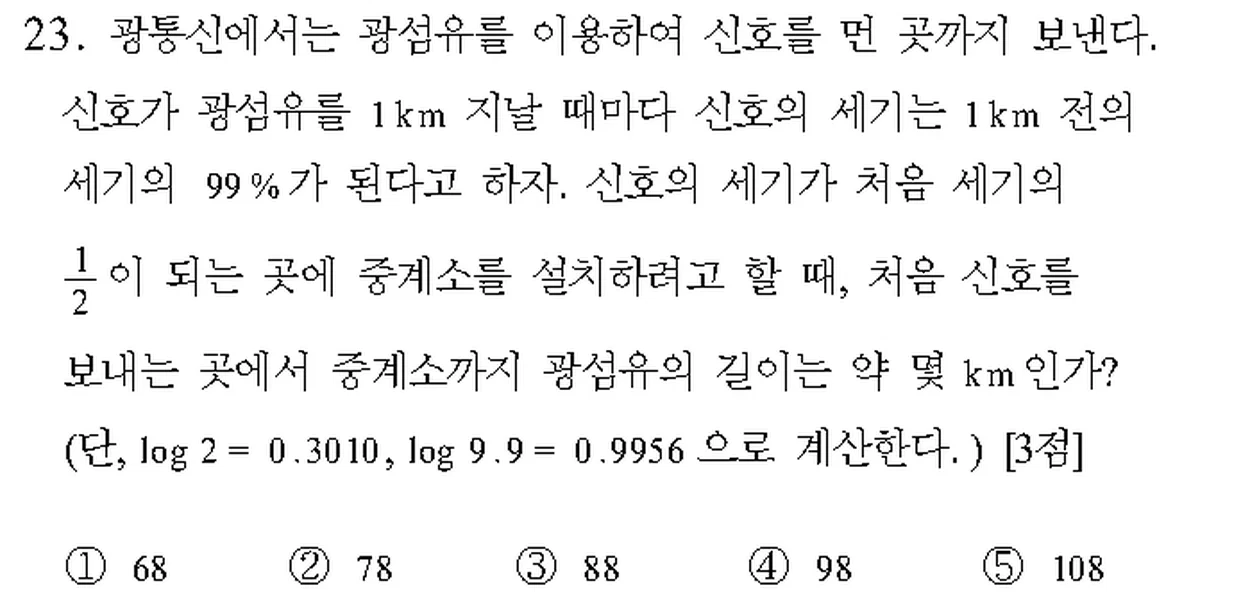 23. 광통신에서는 광섬유를 이용하여 신호를 먼 곳까지 보낸다.
신호가 광섬유를 1km 지날 때마다 신호의 세기는 1km 전의
세기의 99%가 된다고 하자. 신호의 세기가 처음 세기의
1/2이 되는 곳에 중계소를 설치하려고 할 때, 처음 신호를
보내는 곳에서 중계소까지 광섬유의 길이는 약 몇 km인가?
(단, log 2 = 0.3010, log 9.9 = 0.9956 으로 계산한다.) [3점]
① 68 ② 78 ③ 88 ④ 98 ⑤ 108